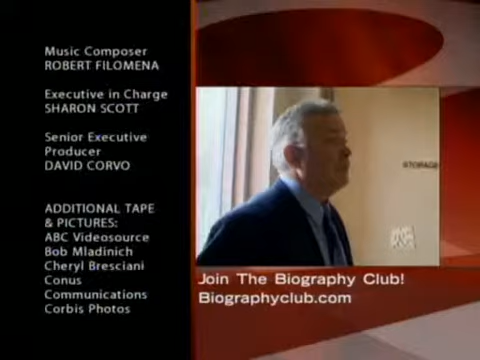 Music Composer
ROBERT FILOMENA
Executive in Charge
SHARON SCOTT
Senior Executive
Producer
DAVID CORVO
ADDITIONAL TAPE
& PICTURES:
ABC Videosource
Bob Mladinich
Cheryl Bresciani
Conus
Communications
Corbis Photos
STORAGE
A&E
Join The Biography Club!
Biographyclub.com